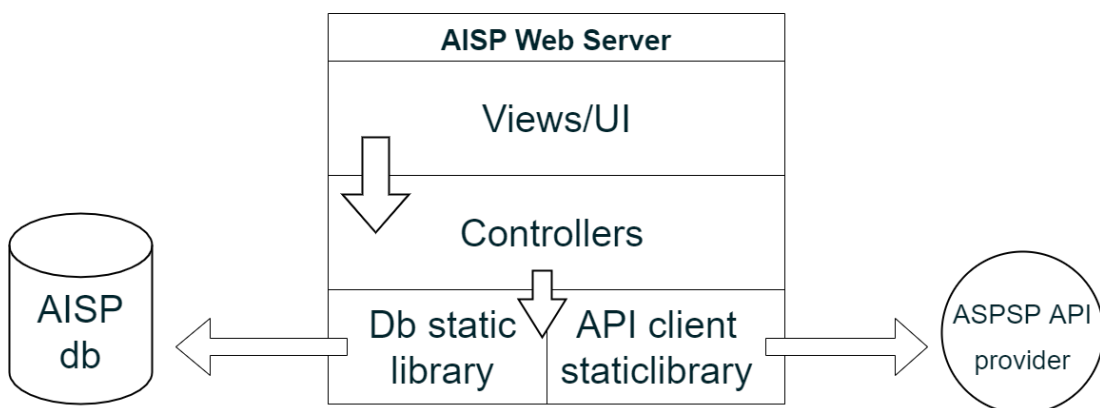 AISP Web Server
Views/UI
Controllers
AISP
db
Db static
library
API client
staticlibrary
ASPSP API
provider